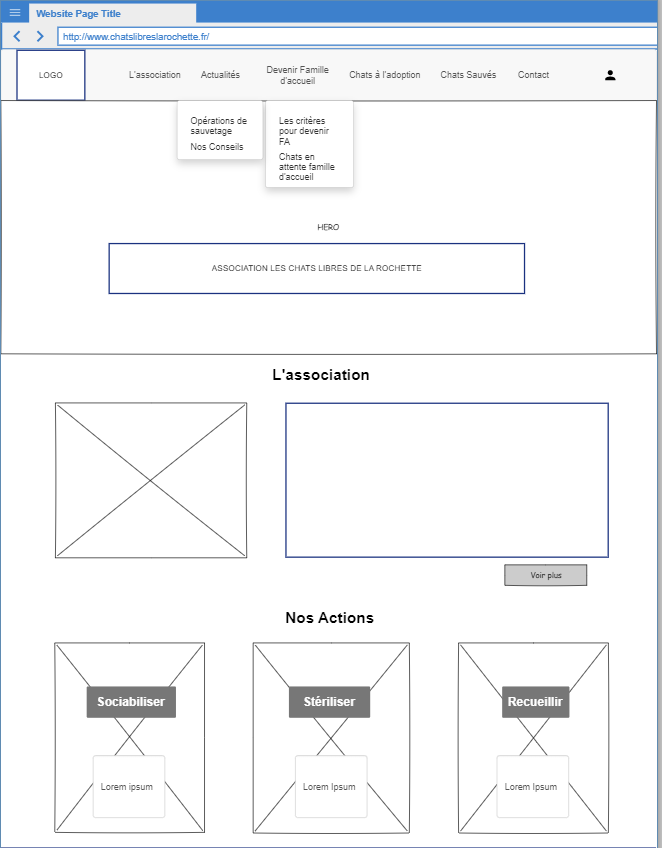 Website Page Title
http://www.chatslibreslarochette.fr/
LOGO
L'association
Actualités
Devenir Famille
d'accueil
Chats à l'adoption
Chats Sauvés
Contact
Opérations de
sauvetage
Nos Conseils
Les critères
pour devenir
FA
Chats en
attente famille
d'accueil
HERO
ASSOCIATION LES CHATS LIBRES DE LA ROCHETTE
L'association
Voir plus
Nos Actions
Sociabiliser
Stériliser
Recueillir
Lorem ipsum
Lorem Ipsum
Lorem Ipsum